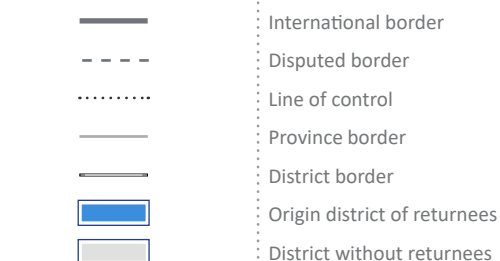 International border
Disputed border
Line of control
Province border
District border
Origin district of returnees
District without returnees